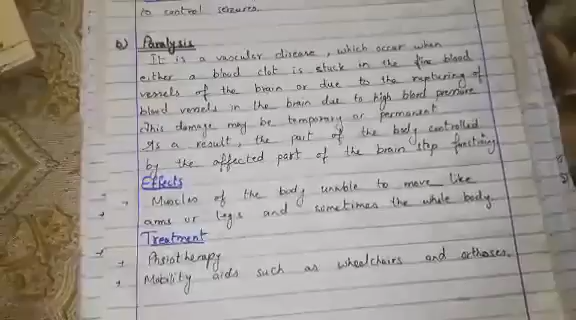 to control seizures.
b) Paralysis
It is a vascular disease, which occur when
either a blood clot is stuck in the fine blood
vessels of the brain or due to the rupturing of
blood vessels in the brain due to high blood pressure
This damage may be temporary or permanent
As a result, the part of the body controlled
by the affected part of the brain stop functioning
Effects
→ Muscles of the body unable to move like
arms or legs and sometimes the whole body.
Treatment
→ Phsiotherapy
→ Mobility aids such as wheelchairs and orthoses.